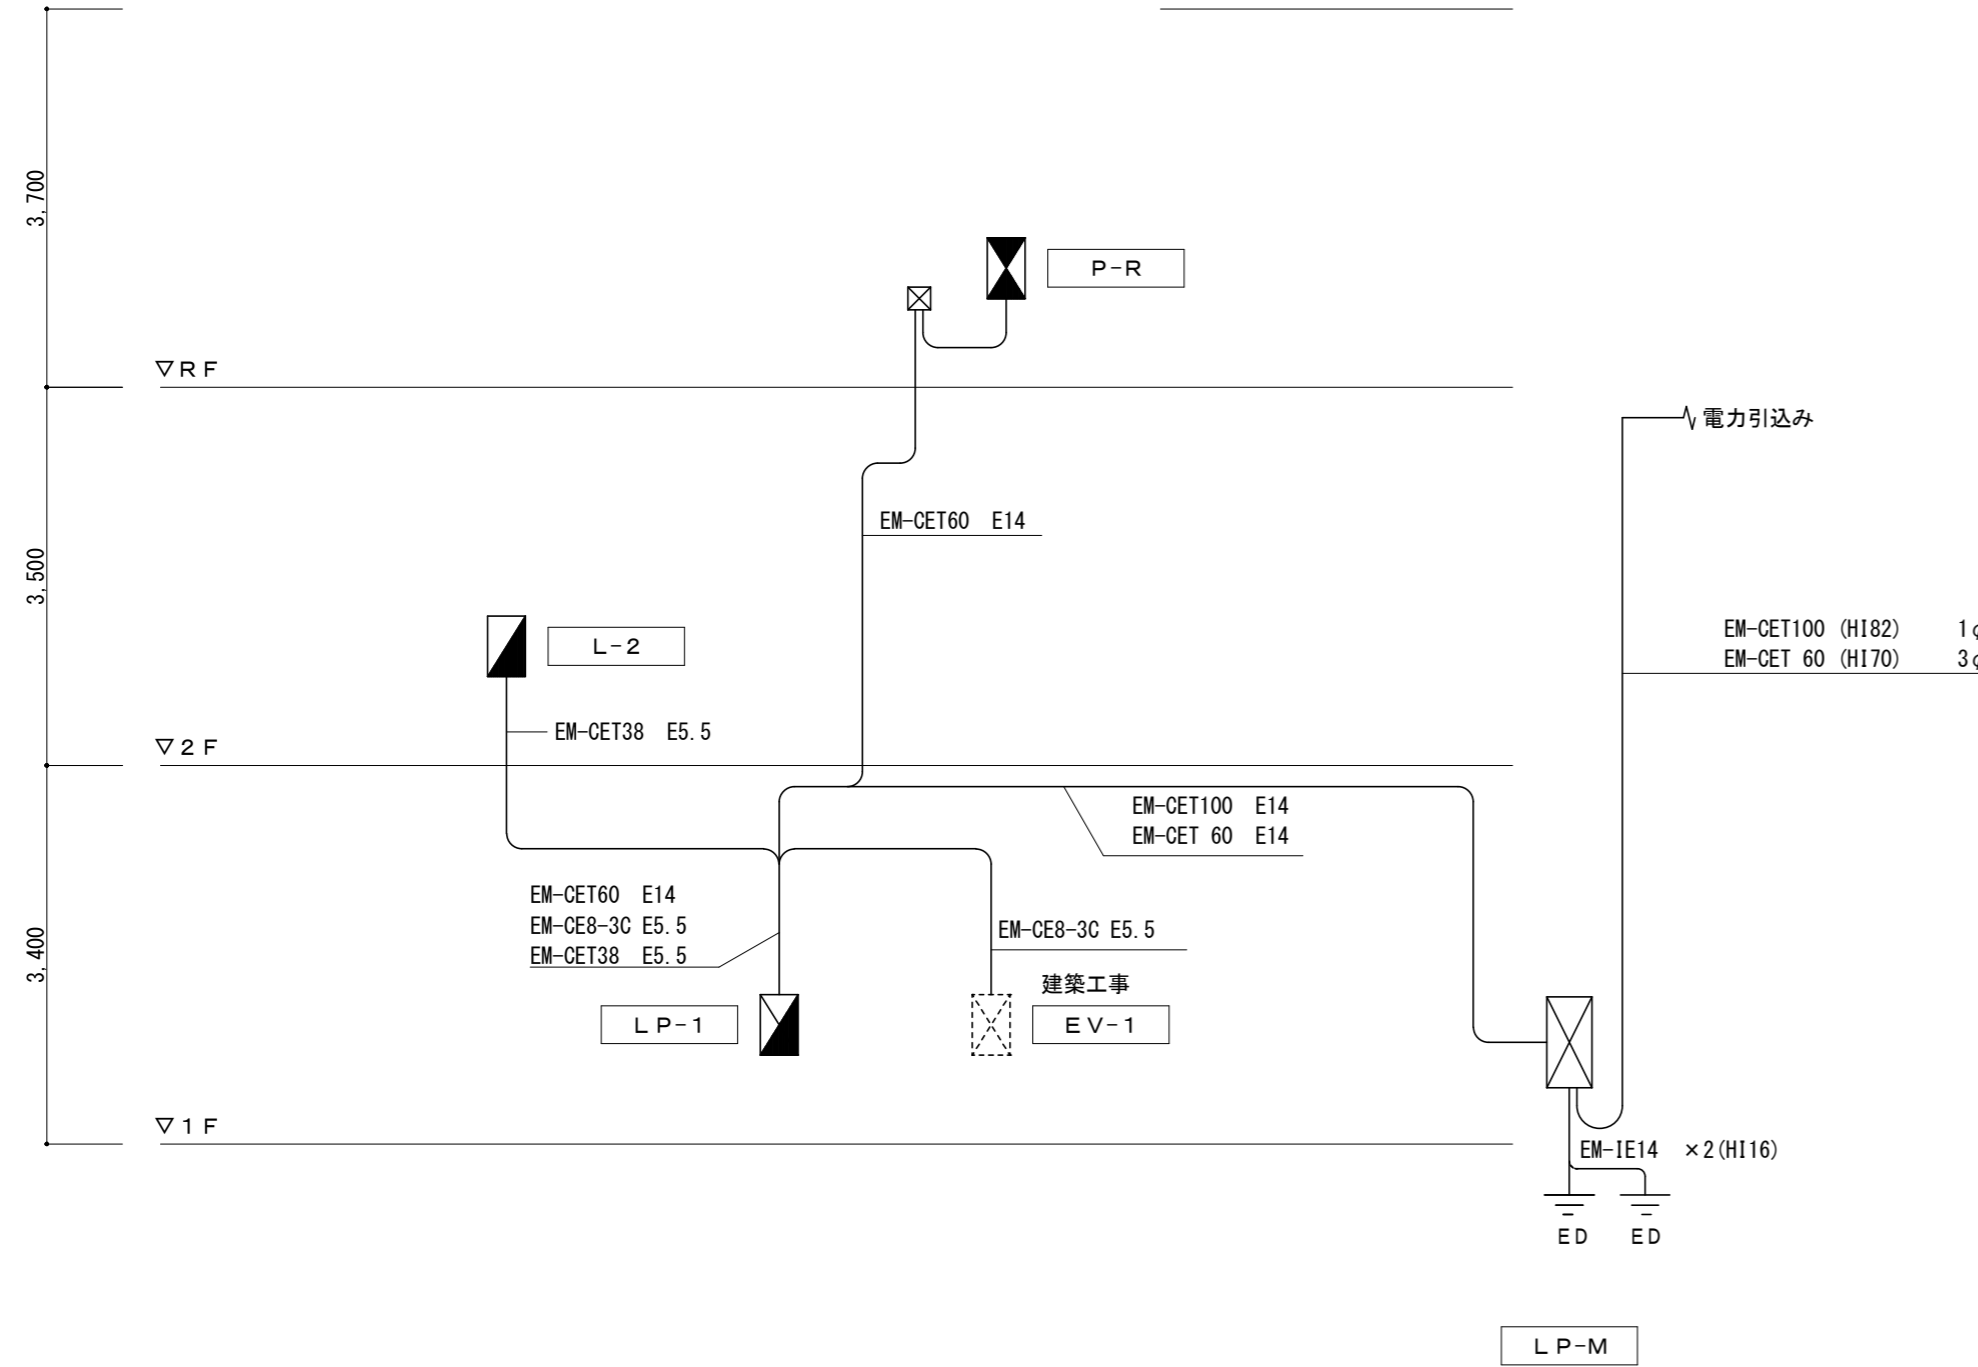 3,700
P-R
▽RF
電力引込み
EM-CET60 E14
3,500
EM-CET100 (HI82) 1φ
EM-CET 60 (HI70) 3φ
L-2
EM-CET38 E5.5
▽2F
EM-CET100 E14
EM-CET 60 E14
EM-CET60 E14
EM-CE8-3C E5.5
EM-CET38 E5.5
EM-CE8-3C E5.5
3,400
建築工事
LP-1
EV-1
▽1F
EM-IE14 ×2(HI16)
ED ED
LP-M